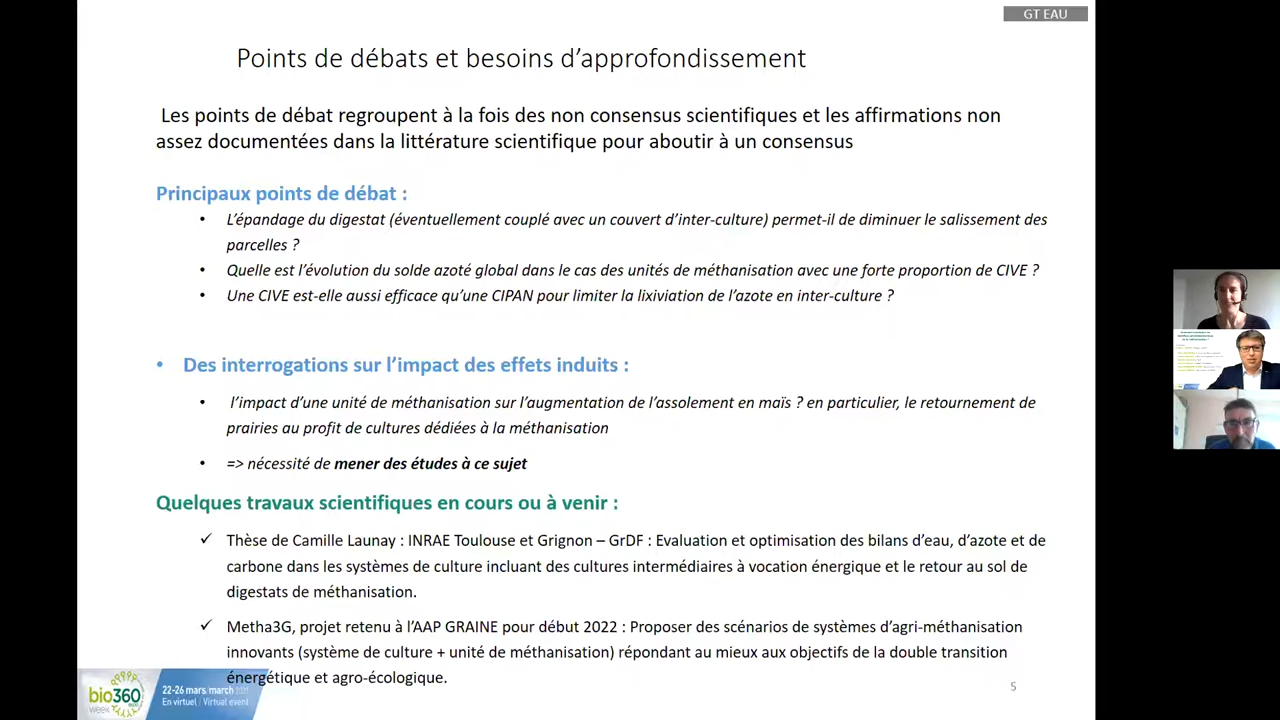 GT EAU
Points de débats et besoins d’approfondissement
Les points de débat regroupent à la fois des non consensus scientifiques et les affirmations non
assez documentées dans la littérature scientifique pour aboutir à un consensus
Principaux points de débat :
• L’épandage du digestat (éventuellement couplé avec un couvert d’inter-culture) permet-il de diminuer le salissement des
parcelles ?
• Quelle est l’évolution du solde azoté global dans le cas des unités de méthanisation avec une forte proportion de CIVE ?
• Une CIVE est-elle aussi efficace qu’une CIPAN pour limiter la lixiviation de l’azote en inter-culture ?
• Des interrogations sur l’impact des effets induits :
• l’impact d’une unité de méthanisation sur l’augmentation de l’assolement en maïs ? en particulier, le retournement de
prairies au profit de cultures dédiées à la méthanisation
• => nécessité de mener des études à ce sujet
Quelques travaux scientifiques en cours ou à venir :
✓ Thèse de Camille Launay : INRAE Toulouse et Grignon – GrDF : Evaluation et optimisation des bilans d’eau, d’azote et de
carbone dans les systèmes de culture incluant des cultures intermédiaires à vocation énergique et le retour au sol de
digestats de méthanisation.
✓ Metha3G, projet retenu à l’AAP GRAINE pour début 2022 : Proposer des scénarios de systèmes d’agri-méthanisation
innovants (système de culture + unité de méthanisation) répondant au mieux aux objectifs de la double transition
énergétique et agro-écologique.
bio360
week
22-26 mars/march
En virtuel | Virtual event
5